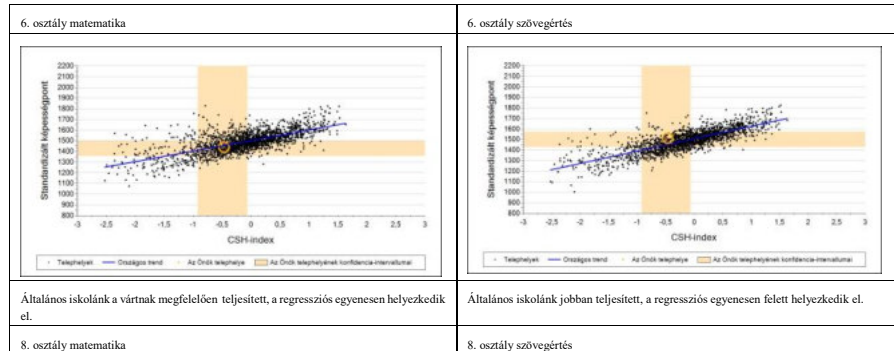 6. osztály matematika
6. osztály szövegértés
Standardizált képességpont
2200
2100
2000
1900
1800
1700
1600
1500
1400
1300
1200
1100
1000
900
800
-3 -2,5 -2 -1,5 -1 -0,5 0 0,5 1 1,5 2 2,5 3
CSH-index
Telephelyek Országos trend Az Önök telephelye Az Önök telephelyének konfidencia-intervallumai
Standardizált képességpont
2200
2100
2000
1900
1800
1700
1600
1500
1400
1300
1200
1100
1000
900
800
-3 -2,5 -2 -1,5 -1 -0,5 0 0,5 1 1,5 2 2,5 3
CSH-index
Telephelyek Országos trend Az Önök telephelye Az Önök telephelyének konfidencia-intervallumai
Általános iskolánk a vártnak megfelelően teljesített, a regressziós egyenesen helyezkedik
el.
Általános iskolánk jobban teljesített, a regressziós egyenesen felett helyezkedik el.
8. osztály matematika
8. osztály szövegértés